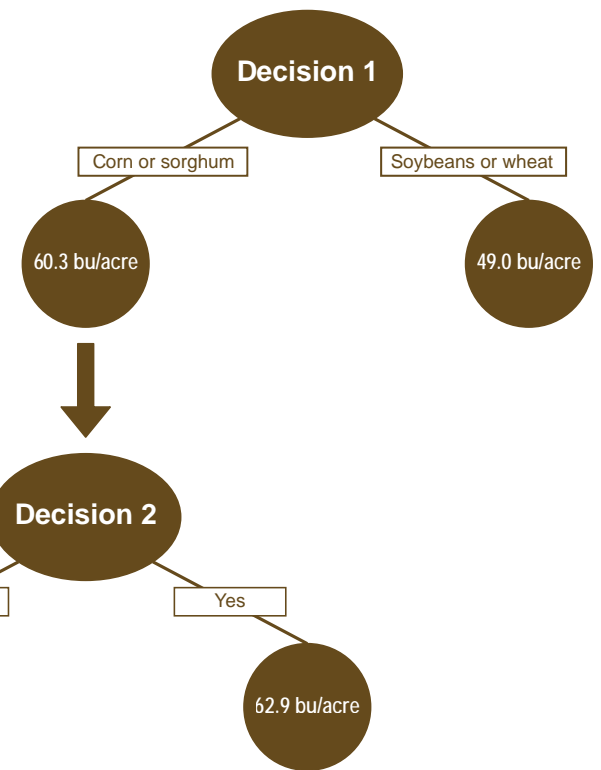 Decision 1
Corn or sorghum
Soybeans or wheat
60.3 bu/acre
49.0 bu/acre
Decision 2
Yes
62.9 bu/acre